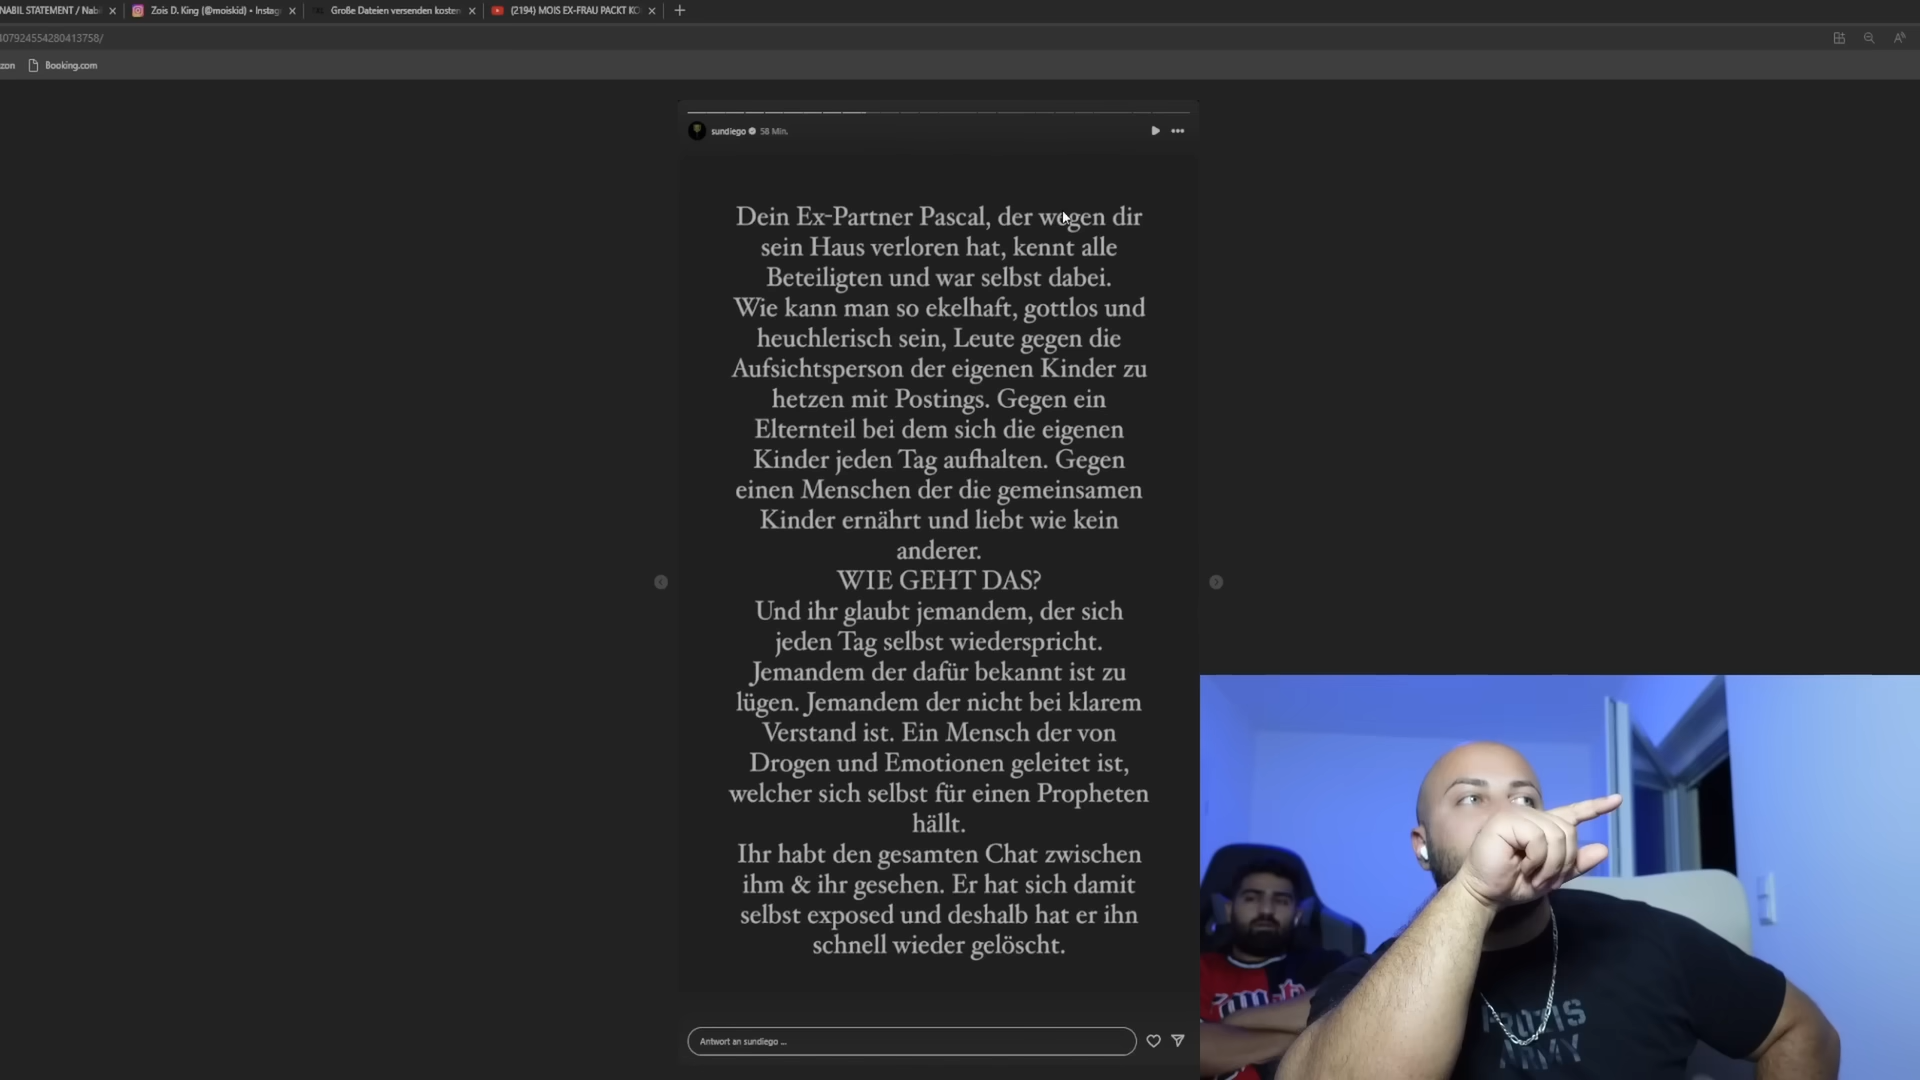 NABIL STATEMENT / Nabi
Zois D. King (@moiskid) • Instag
Große Dateien versenden kosten
(2194) MOIS EX-FRAU PACKT KO
407924554280413758/
zon
Booking.com
sundiego 58 Min.
Dein Ex-Partner Pascal, der wegen dir
sein Haus verloren hat, kennt alle
Beteiligten und war selbst dabei.
Wie kann man so ekelhaft, gottlos und
heuchlerisch sein, Leute gegen die
Aufsichtsperson der eigenen Kinder zu
hetzen mit Postings. Gegen ein
Elternteil bei dem sich die eigenen
Kinder jeden Tag aufhalten. Gegen
einen Menschen der die gemeinsamen
Kinder ernährt und liebt wie kein
anderer.
WIE GEHT DAS?
Und ihr glaubt jemandem, der sich
jeden Tag selbst wiederspricht.
Jemandem der dafür bekannt ist zu
lügen. Jemandem der nicht bei klarem
Verstand ist. Ein Mensch der von
Drogen und Emotionen geleitet ist,
welcher sich selbst für einen Propheten
hällt.
Ihr habt den gesamten Chat zwischen
ihm & ihr gesehen. Er hat sich damit
selbst exposed und deshalb hat er ihn
schnell wieder gelöscht.
Antwort an sundiego ...
ARMY